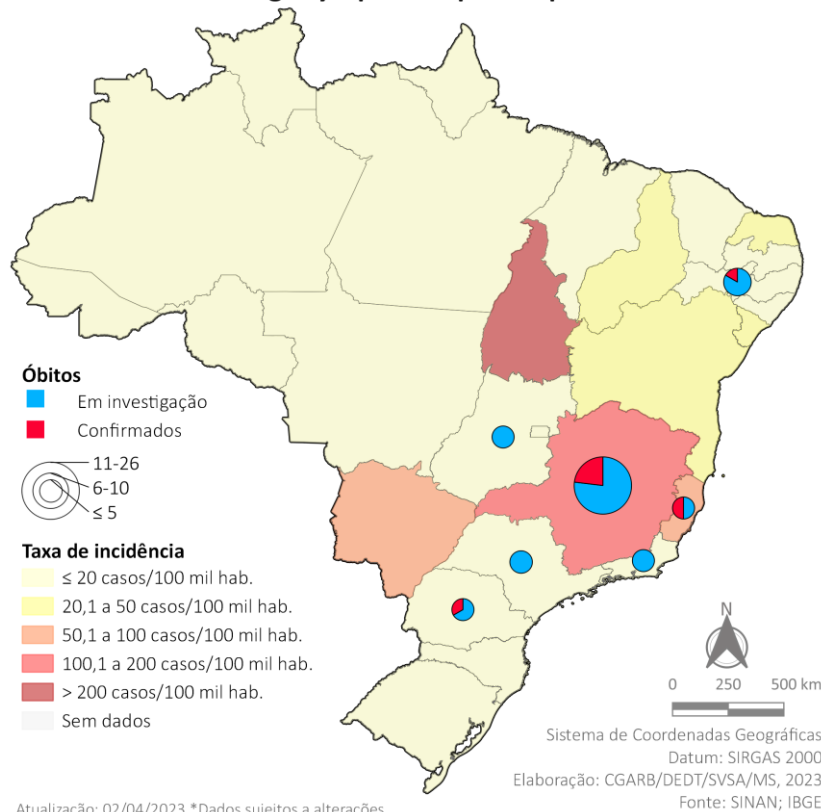 Óbitos
Em investigação
Confirmados
11-26
6-10
≤ 5
Taxa de incidência
≤ 20 casos/100 mil hab.
20,1 a 50 casos/100 mil hab.
50,1 a 100 casos/100 mil hab.
100,1 a 200 casos/100 mil hab.
> 200 casos/100 mil hab.
Sem dados
N
0 250 500 km
Sistema de Coordenadas Geográficas
Datum: SIRGAS 2000
Elaboração: CGARB/DEDT/SVSA/MS, 2023
Fonte: SINAN; IBGE
Atualização: 02/04/2023 *Dados sujeitos a alterações